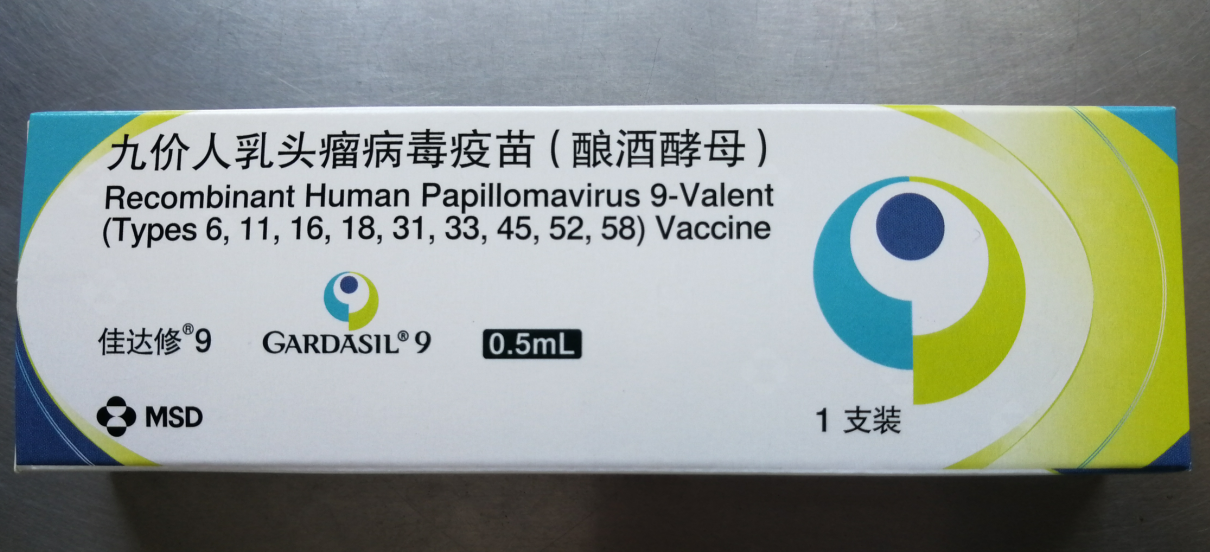 九价人乳头瘤病毒疫苗（酿酒酵母）
Recombinant Human Papillomavirus 9-Valent
(Types 6, 11, 16, 18, 31, 33, 45, 52, 58) Vaccine
佳达修®9 GARDASIL® 9 0.5mL
MSD
1 支装